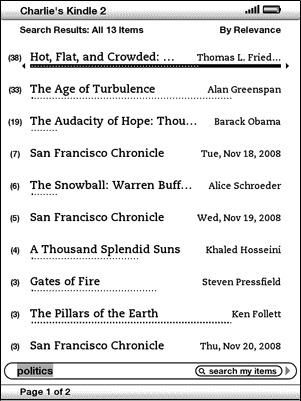 Charlie's Kindle 2
Search Results: All 13 Items By Relevance
(38) Hot, Flat, and Crowded: ... Thomas L. Fried...
(33) The Age of Turbulence Alan Greenspan
(19) The Audacity of Hope: Thou... Barack Obama
(7) San Francisco Chronicle Tue, Nov 18, 2008
(6) The Snowball: Warren Buff... Alice Schroeder
(5) San Francisco Chronicle Wed, Nov 19, 2008
(4) A Thousand Splendid Suns Khaled Hosseini
(3) Gates of Fire Steven Pressfield
(3) The Pillars of the Earth Ken Follett
(3) San Francisco Chronicle Thu, Nov 20, 2008
politics search my items
Page 1 of 2